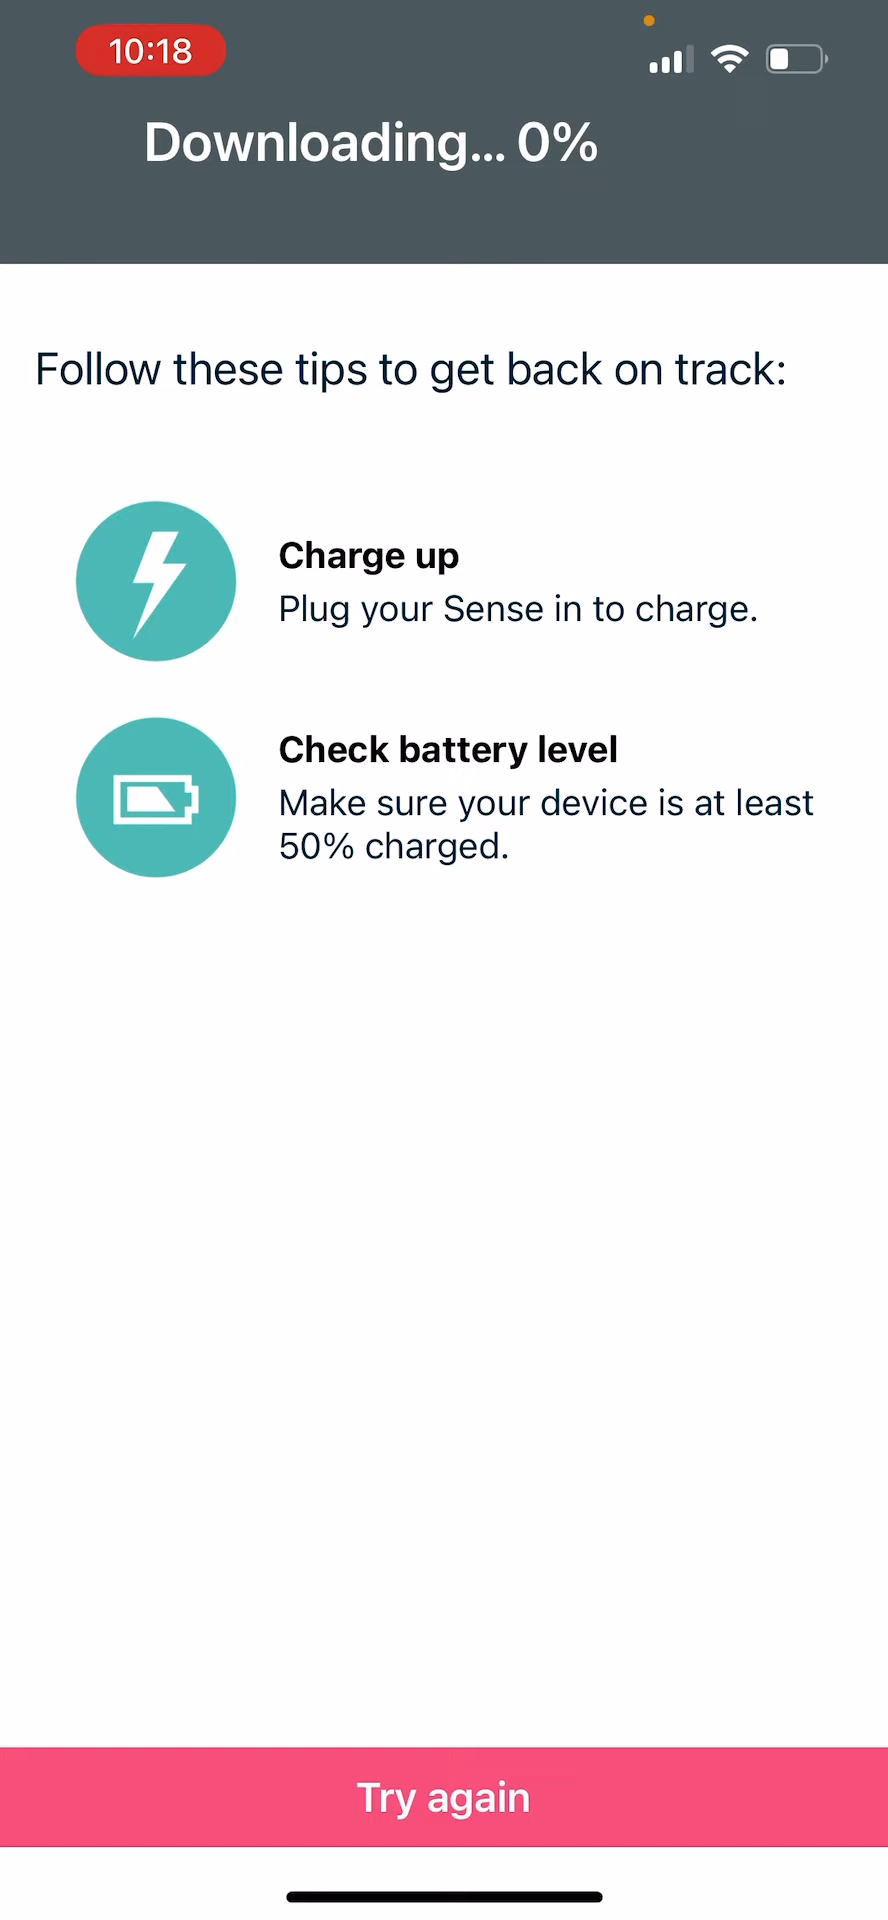 10:18
Downloading... 0%
Follow these tips to get back on track:
Charge up
Plug your Sense in to charge.
Check battery level
Make sure your device is at least
50% charged.
Try again